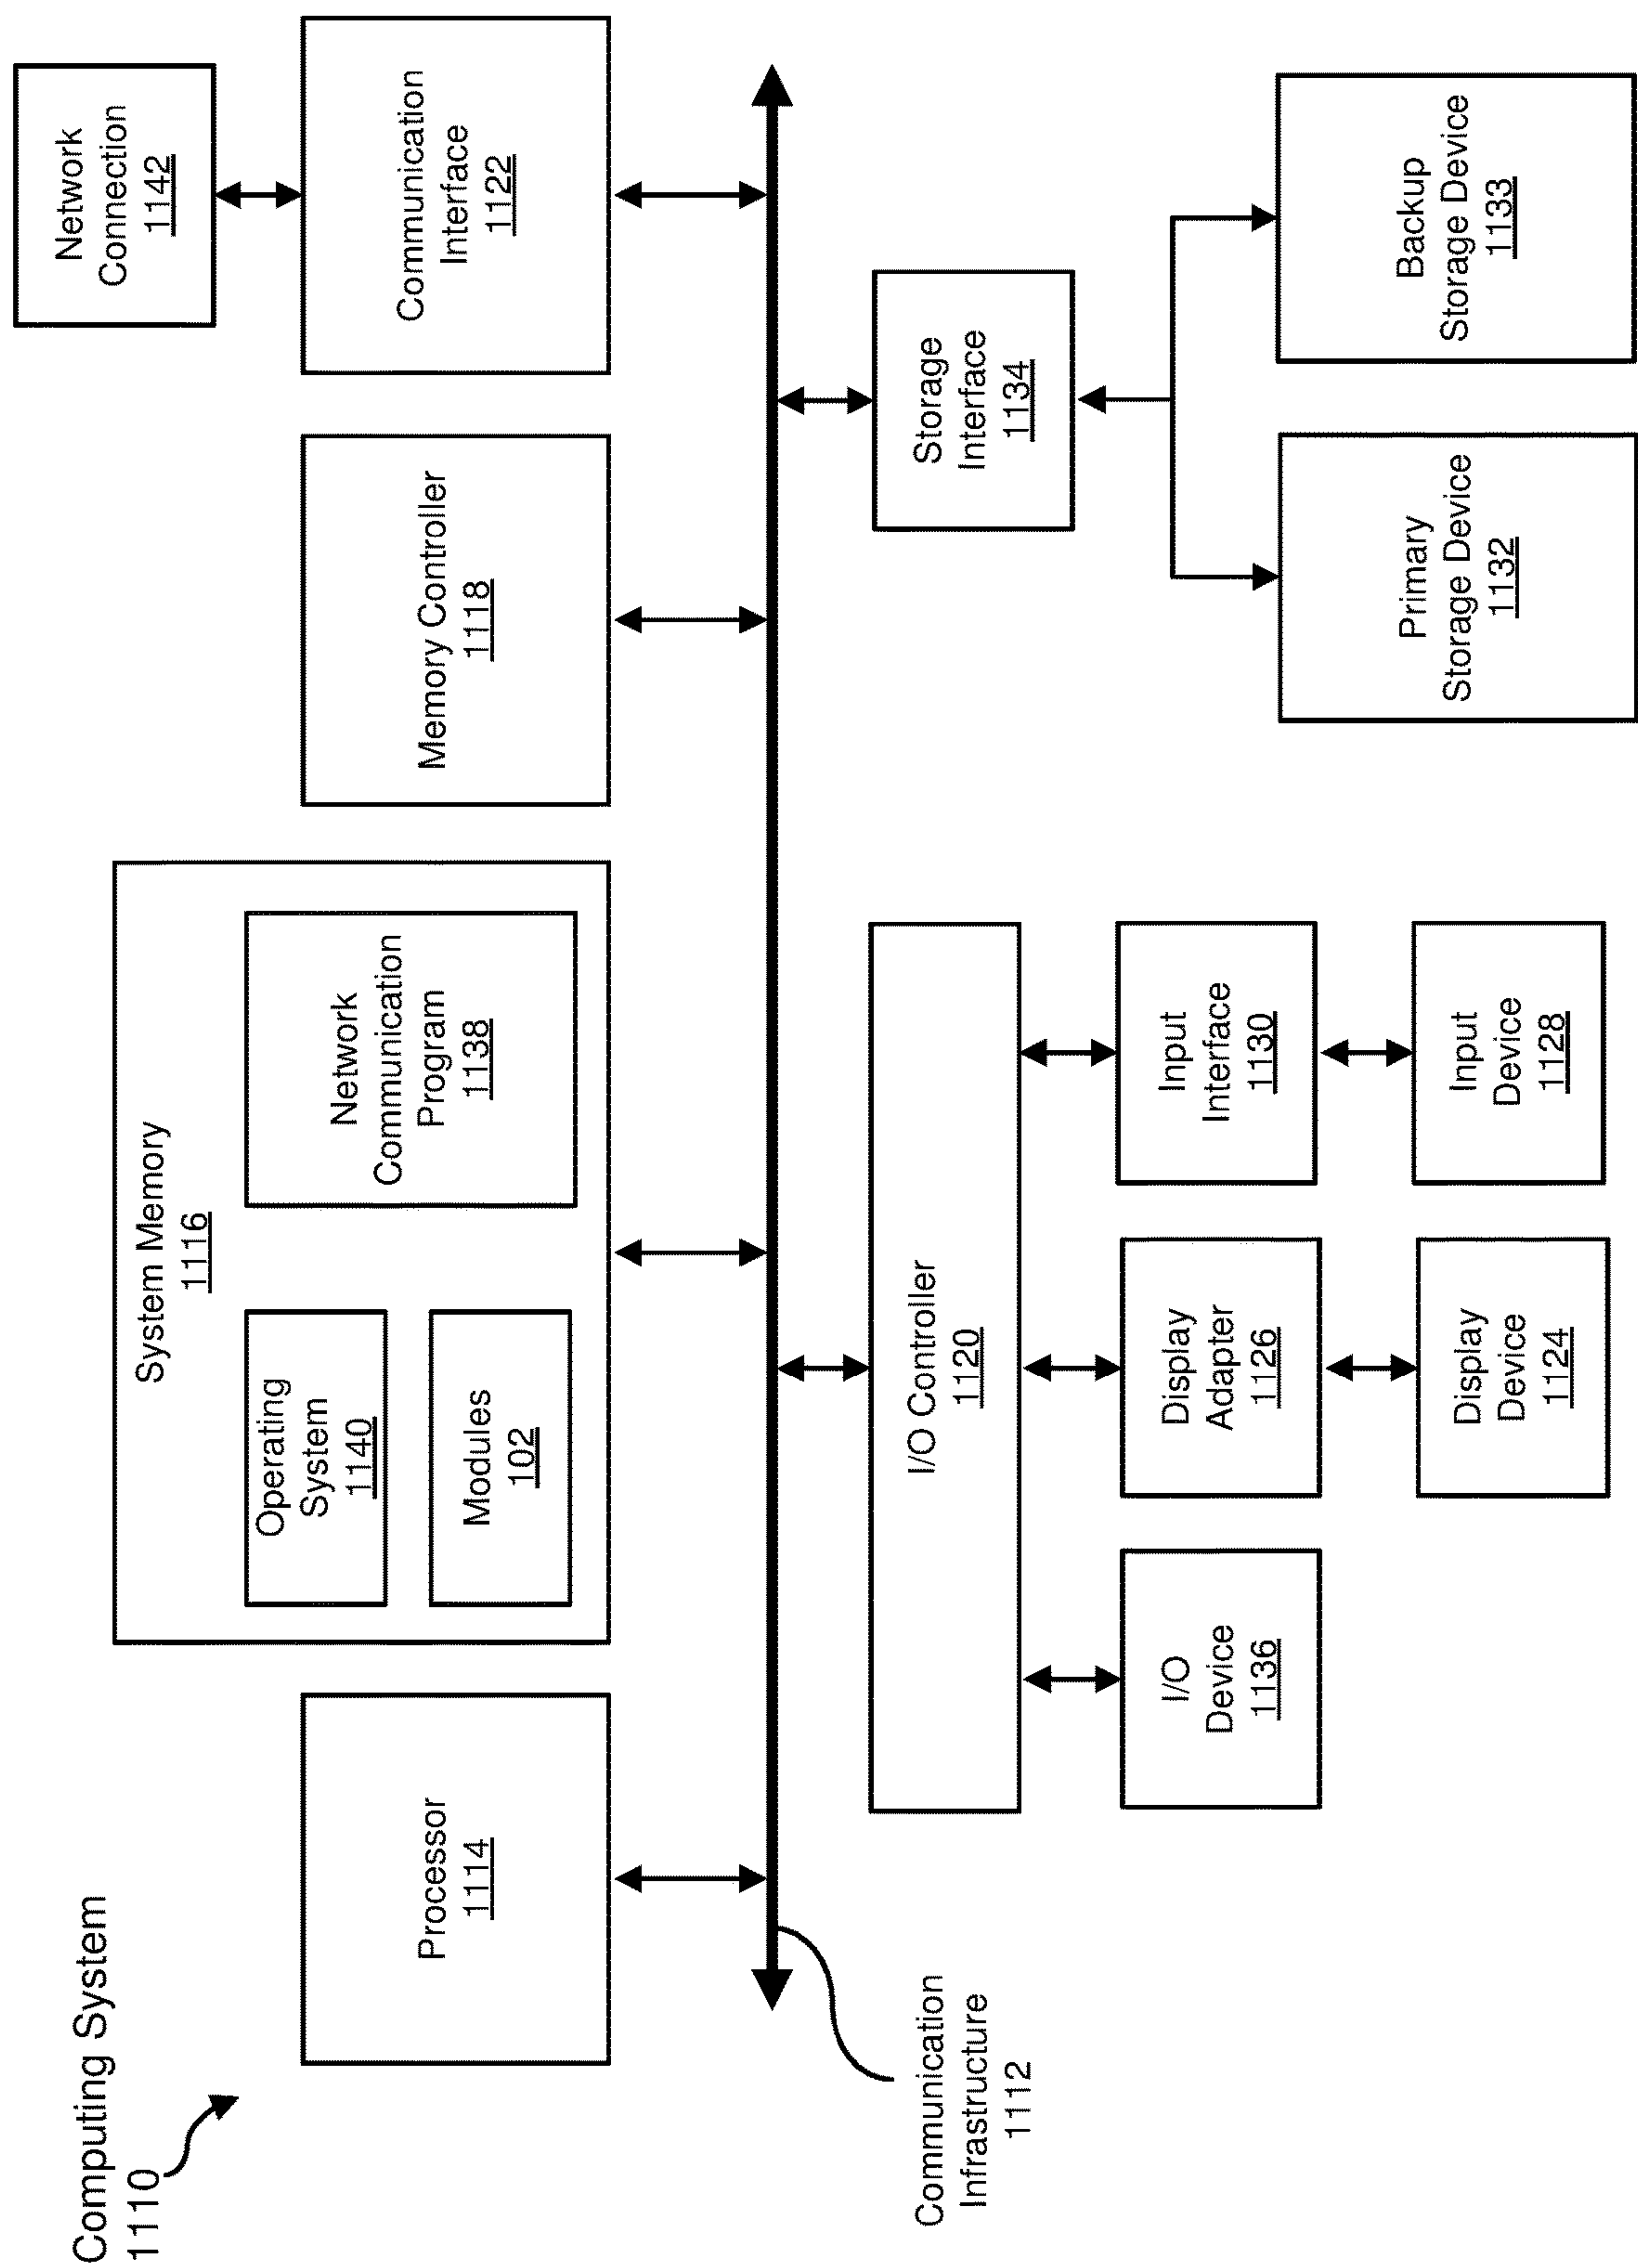 Computing System
1110
Processor
1114
System Memory
1116
Operating
System
1140
Modules
102
Network
Communication
Program
1138
Memory Controller
1118
Communication
Interface
1122
Network
Connection
1142
Communication
Infrastructure
1112
I/O Controller
1120
I/O
Device
1136
Display
Adapter
1126
Display
Device
1124
Input
Interface
1130
Input
Device
1128
Storage
Interface
1134
Primary
Storage Device
1132
Backup
Storage Device
1133